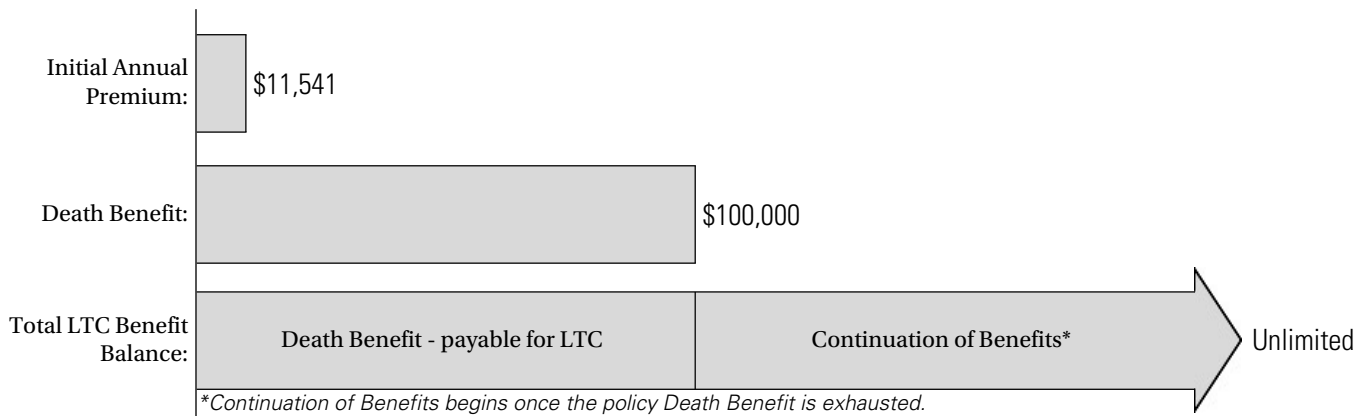 Initial Annual
Premium:
$11,541
Death Benefit:
$100,000
Total LTC Benefit
Balance:
Death Benefit - payable for LTC
Continuation of Benefits*
Unlimited
*Continuation of Benefits begins once the policy Death Benefit is exhausted.